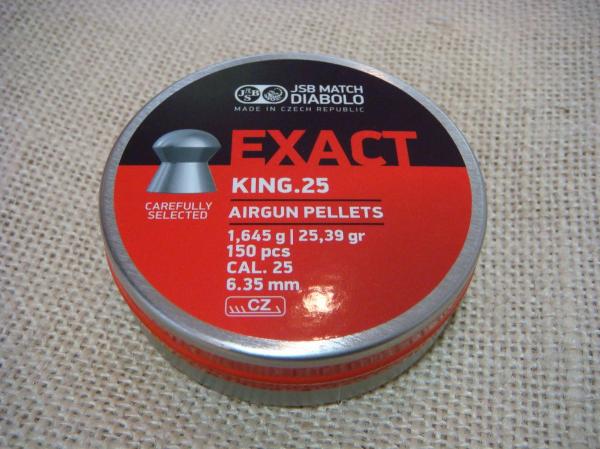 JSB JSB MATCH
DIABOLO
MADE IN CZECH REPUBLIC
EXACT
KING.25
CAREFULLY
SELECTED
AIRGUN PELLETS
1,645 g | 25,39 gr
150 pcs
CAL. 25
6.35 mm
CZ